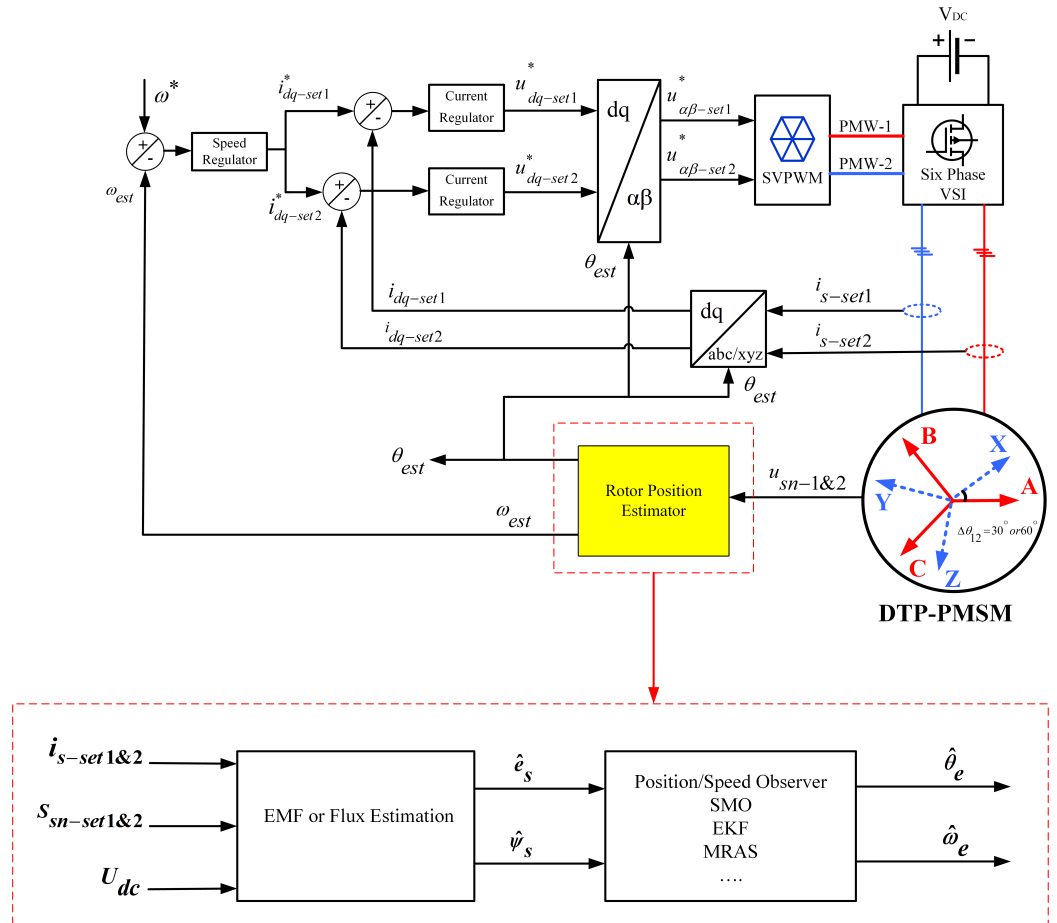 V_DC
+ −
ω*
+ -
ω_est
Speed
Regulator
i*_dq−set1
i*_dq−set2
+ -
+ -
Current
Regulator
Current
Regulator
u*_dq−set1
u*_dq−set2
dq
αβ
θ_est
u*_αβ−set1
u*_αβ−set2
SVPWM
PMW-1
PMW-2
Six Phase
VSI
i_dq−set1
i_dq−set2
dq
abc/xyz
i_s−set1
i_s−set2
θ_est
θ_est
ω_est
Rotor Position
Estimator
u_sn−1&2
B
X
A
Y
Δθ_12=30° or 60°
C
Z
DTP-PMSM
i_s−set1&2
S_sn−set1&2
U_dc
EMF or Flux Estimation
ê_s
ψ̂_s
Position/Speed Observer
SMO
EKF
MRAS
....
θ̂_e
ω̂_e